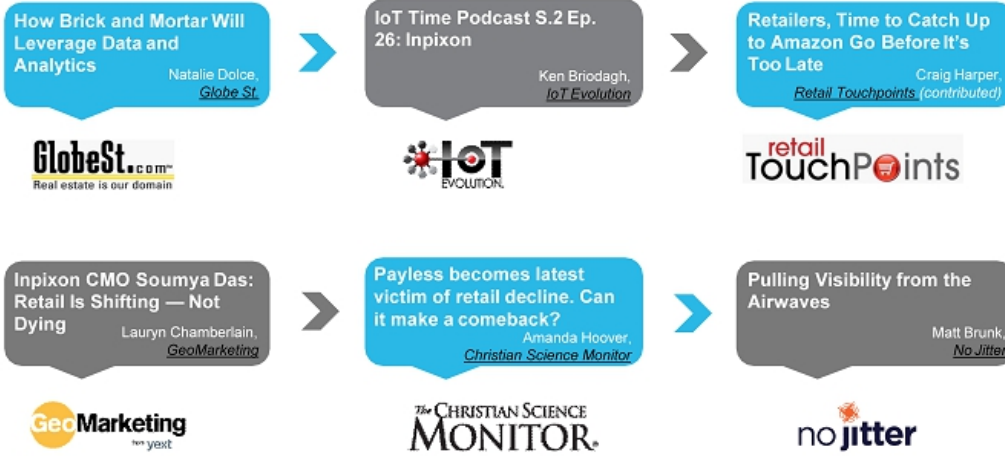 How Brick and Mortar Will
Leverage Data and
Analytics
Natalie Dolce,
Globe St.
IoT Time Podcast S.2 Ep.
26: Inpixon
Ken Briodagh,
IoT Evolution
Retailers, Time to Catch Up
to Amazon Go Before It's
Too Late
Craig Harper,
Retail Touchpoints (contributed)
GLOBEST.com™
Real estate is our domain
IoT
EVOLUTION.
retail
TouchPoints
Inpixon CMO Soumya Das:
Retail Is Shifting — Not
Dying
Lauryn Chamberlain,
GeoMarketing
Payless becomes latest
victim of retail decline. Can
it make a comeback?
Amanda Hoover,
Christian Science Monitor
Pulling Visibility from the
Airwaves
Matt Brunk,
No Jitter
GeoMarketing
from yext
The CHRISTIAN SCIENCE
MONITOR®
no jitter